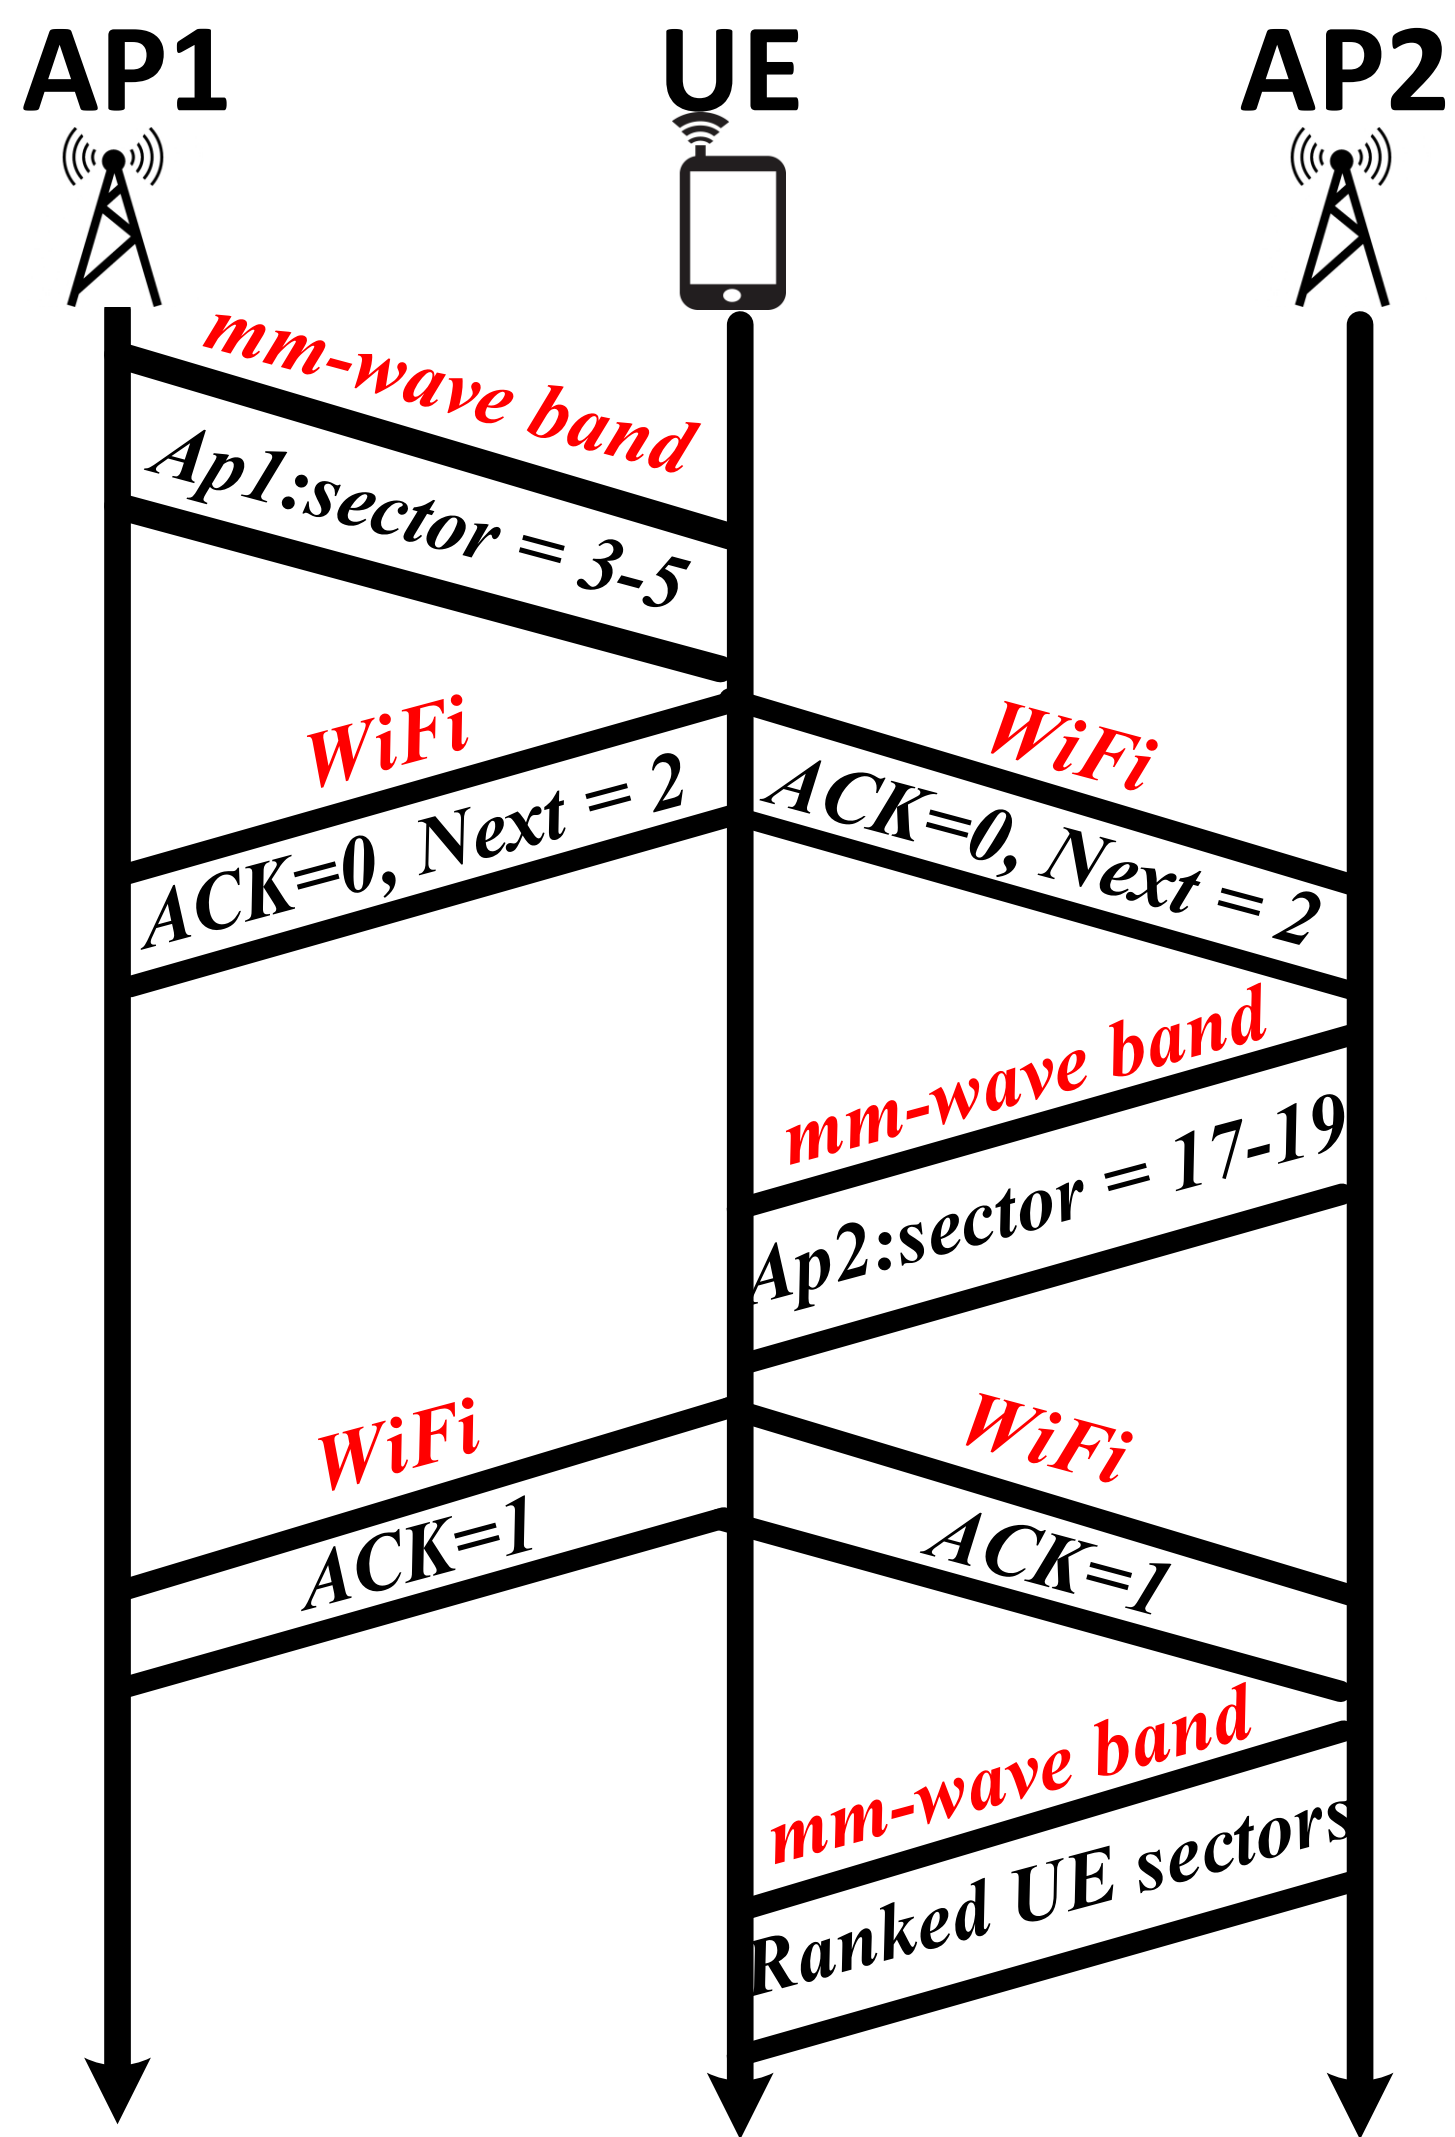 AP1
UE
AP2
mm-wave band
Ap1:sector = 3-5
WiFi
WiFi
ACK=0, Next = 2
ACK=0, Next = 2
mm-wave band
Ap2:sector = 17-19
WiFi
WiFi
ACK=1
ACK=1
mm-wave band
Ranked UE sectors